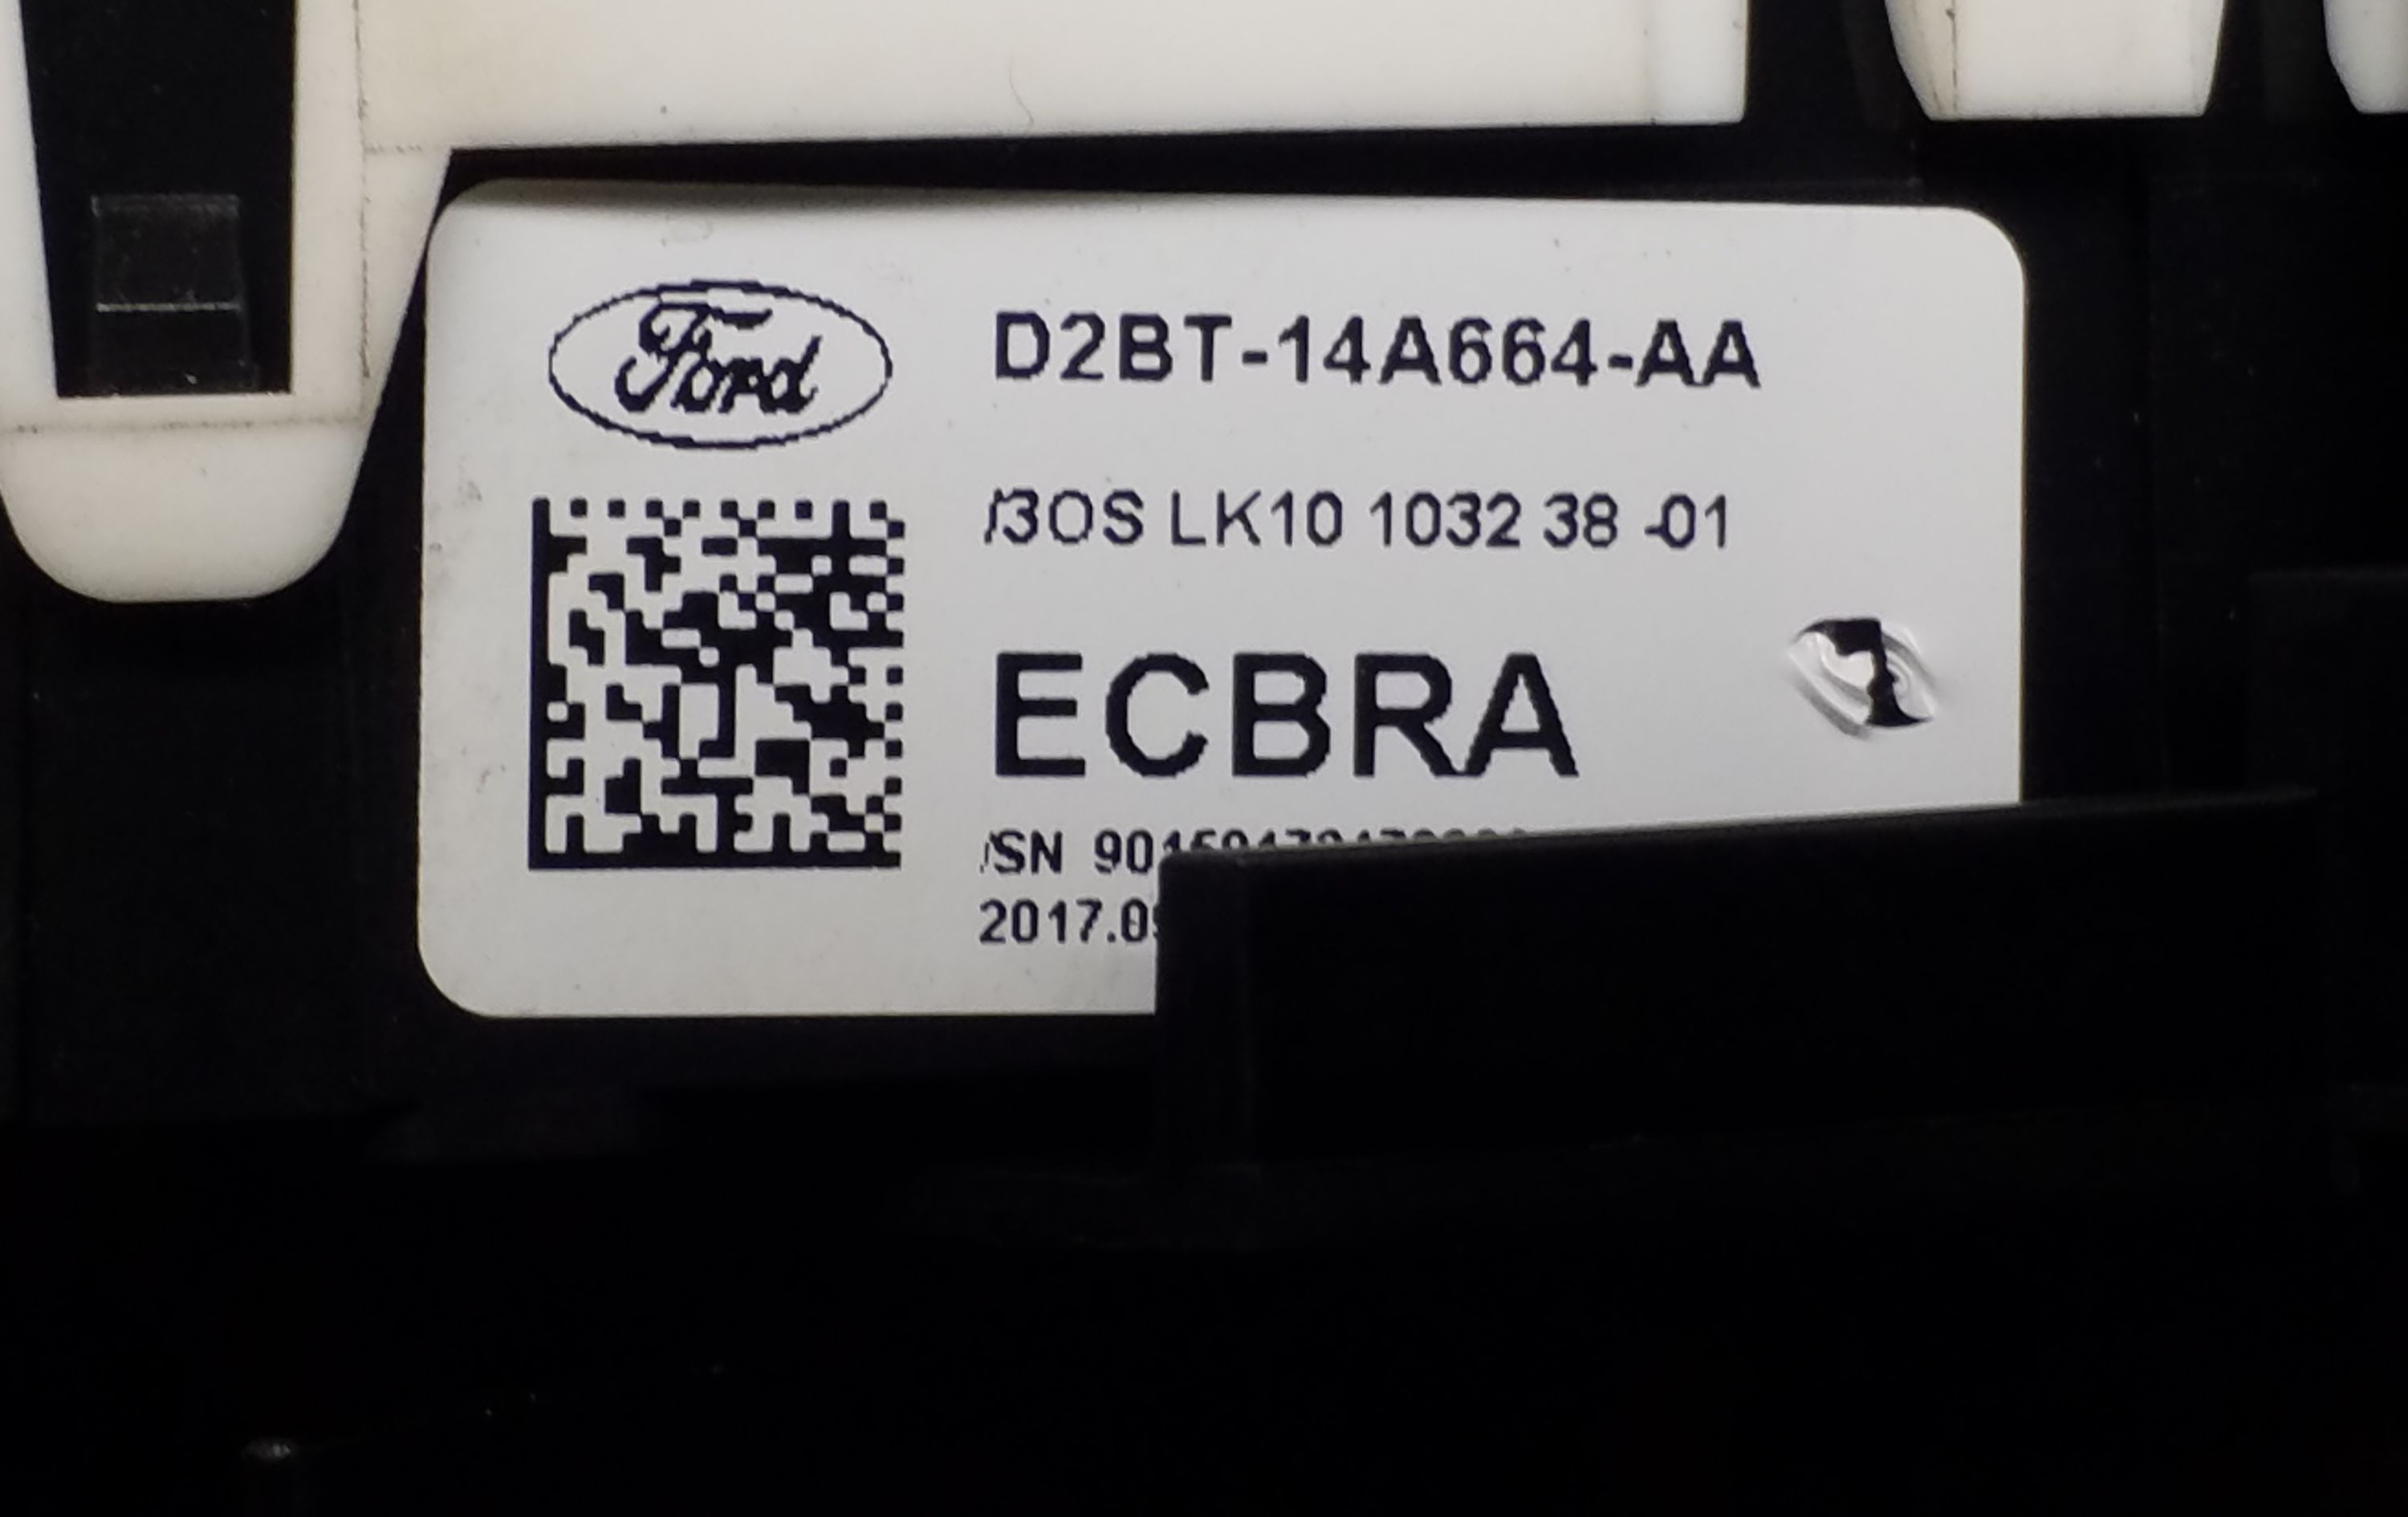 Ford
D2BT-14A664-AA
/3OS LK10 1032 38 -01
ECBRA
/SN